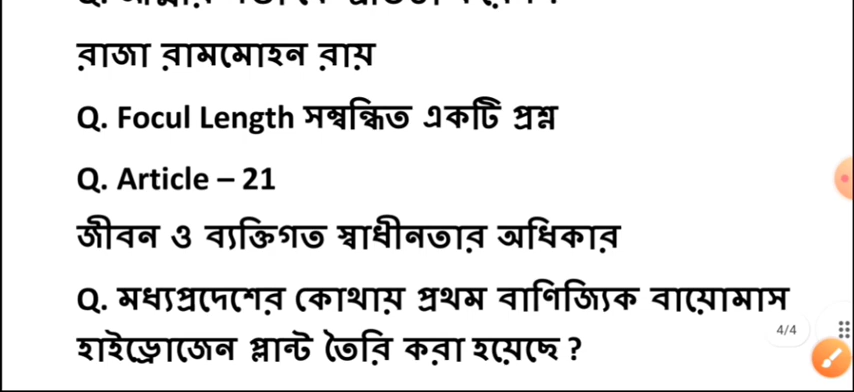 রাজা রামমোহন রায়
Q. Focul Length সম্বন্ধিত একটি প্রশ্ন
Q. Article – 21
জীবন ও ব্যক্তিগত স্বাধীনতার অধিকার
Q. মধ্যপ্রদেশের কোথায় প্রথম বাণিজ্যিক বায়োমাস
4/4
হাইড্রোজেন প্লান্ট তৈরি করা হয়েছে ?